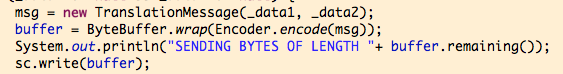 msg = new TranslationMessage(_data1, _data2);
buffer = ByteBuffer.wrap(Encoder.encode(msg));
System.out.println("SENDING BYTES OF LENGTH "+ buffer.remaining());
sc.write(buffer);